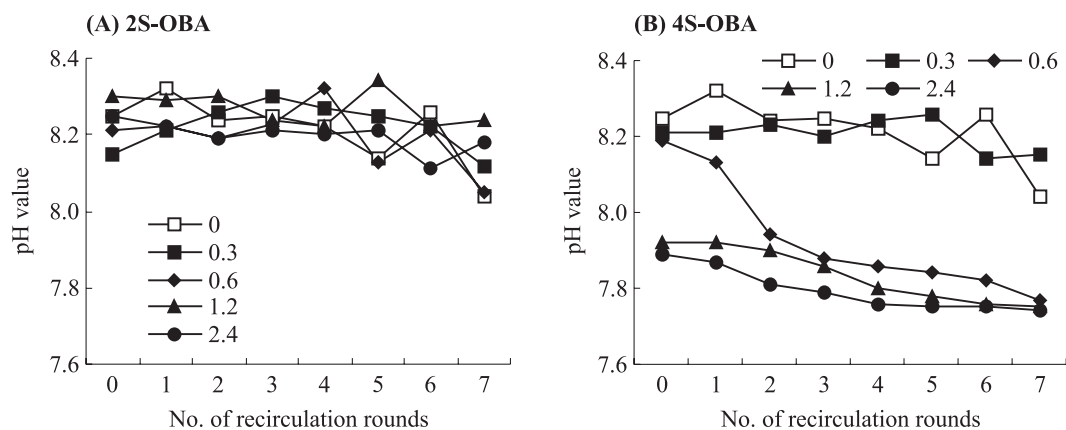 (A) 2S-OBA
8.4
8.2
8.0
7.8
7.6
pH value
0
0.3
0.6
1.2
2.4
0 1 2 3 4 5 6 7
No. of recirculation rounds
(B) 4S-OBA
0 0.3 0.6
1.2 2.4
8.4
8.2
8.0
7.8
7.6
pH value
0 1 2 3 4 5 6 7
No. of recirculation rounds